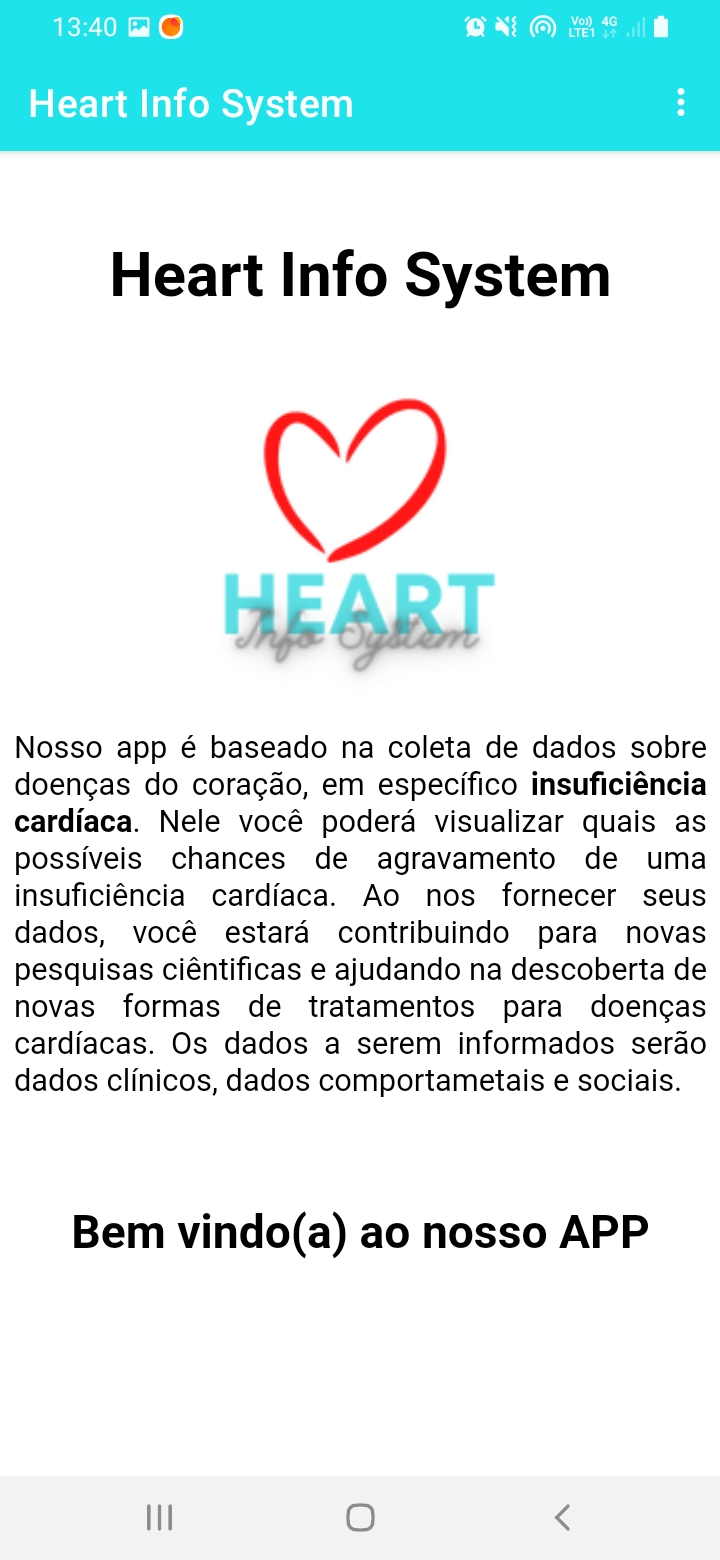 13:40
Vo)) 4G
LTE1
Heart Info System
Heart Info System
HEART
Info System
Nosso app é baseado na coleta de dados sobre
doenças do coração, em específico insuficiência
cardíaca. Nele você poderá visualizar quais as
possíveis chances de agravamento de uma
insuficiência cardíaca. Ao nos fornecer seus
dados, você estará contribuindo para novas
pesquisas ciêntificas e ajudando na descoberta de
novas formas de tratamentos para doenças
cardíacas. Os dados a serem informados serão
dados clínicos, dados comportametais e sociais.
Bem vindo(a) ao nosso APP